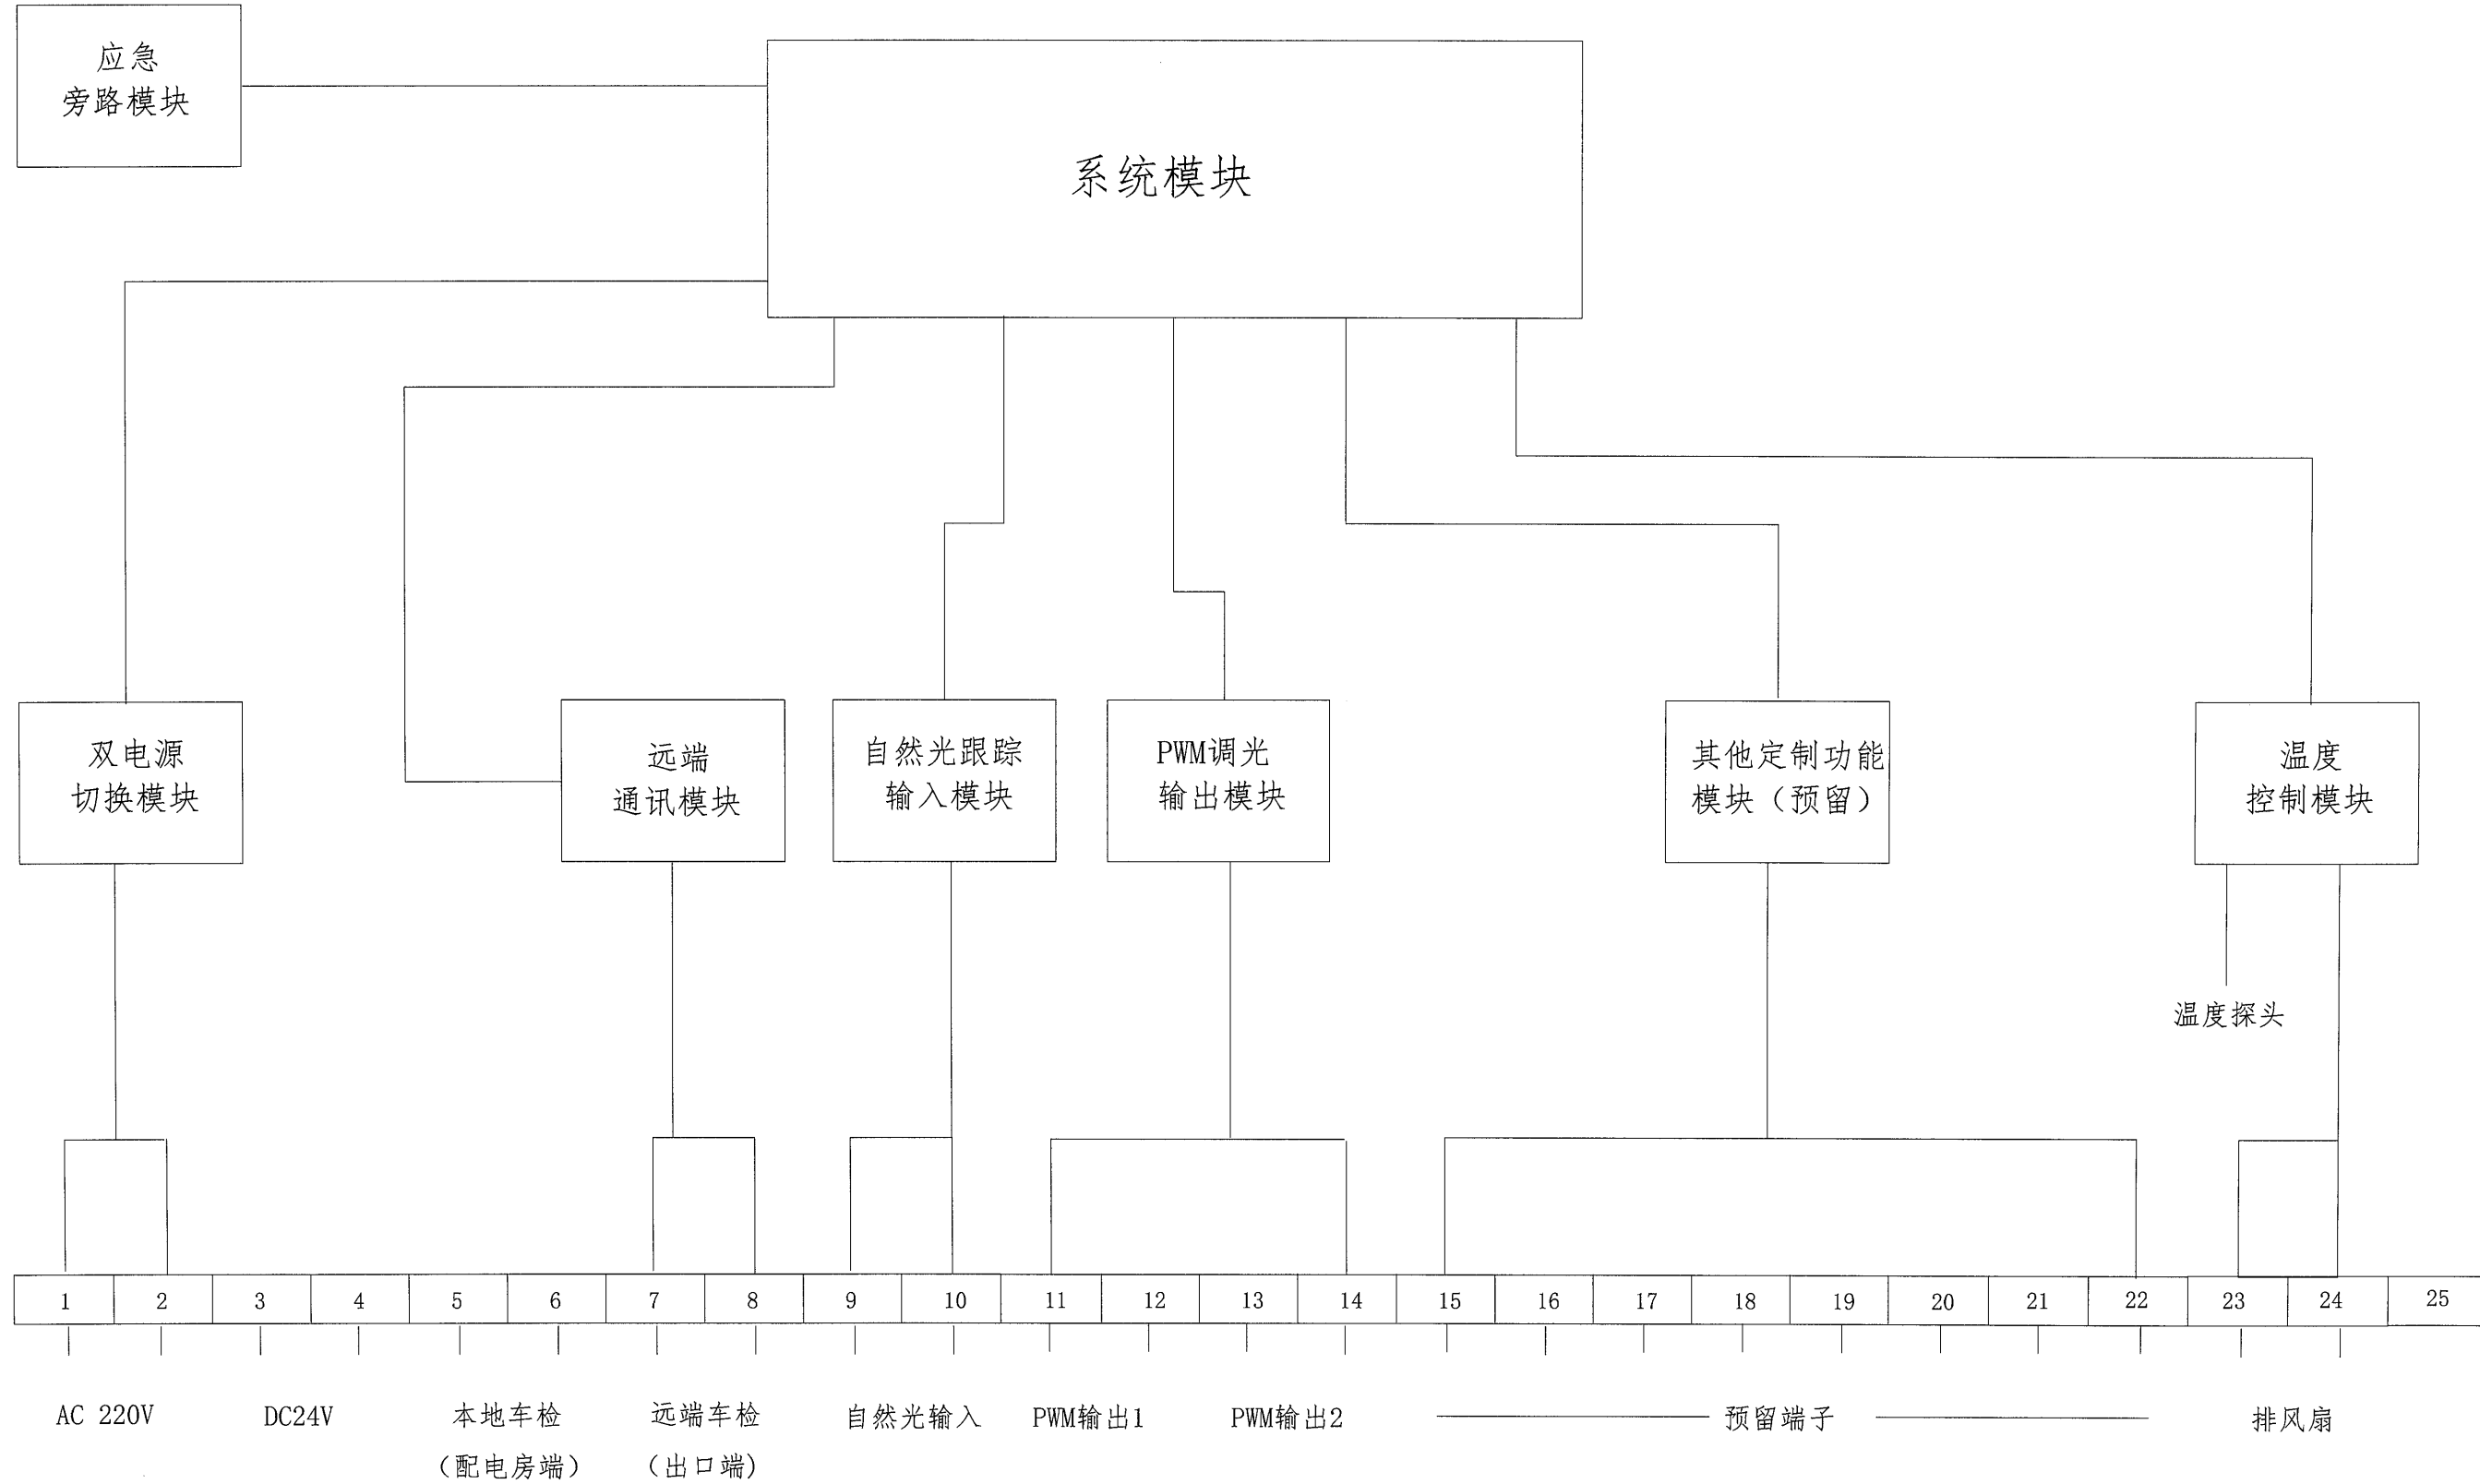 应急
旁路模块
系统模块
双电源
切换模块
远端
通讯模块
自然光跟踪
输入模块
PWM调光
输出模块
其他定制功能
模块（预留）
温度
控制模块
温度探头
1 2 3 4 5 6 7 8 9 10 11 12 13 14 15 16 17 18 19 20 21 22 23 24 25
AC 220V DC24V 本地车检 远端车检 自然光输入 PWM输出1 PWM输出2 预留端子 排风扇
（配电房端） （出口端）